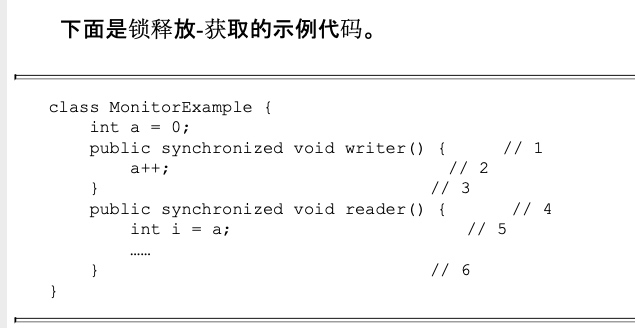 下面是锁释放-获取的示例代码。
class MonitorExample {
int a = 0;
public synchronized void writer() { // 1
a++; // 2
} // 3
public synchronized void reader() { // 4
int i = a; // 5
……
} // 6
}